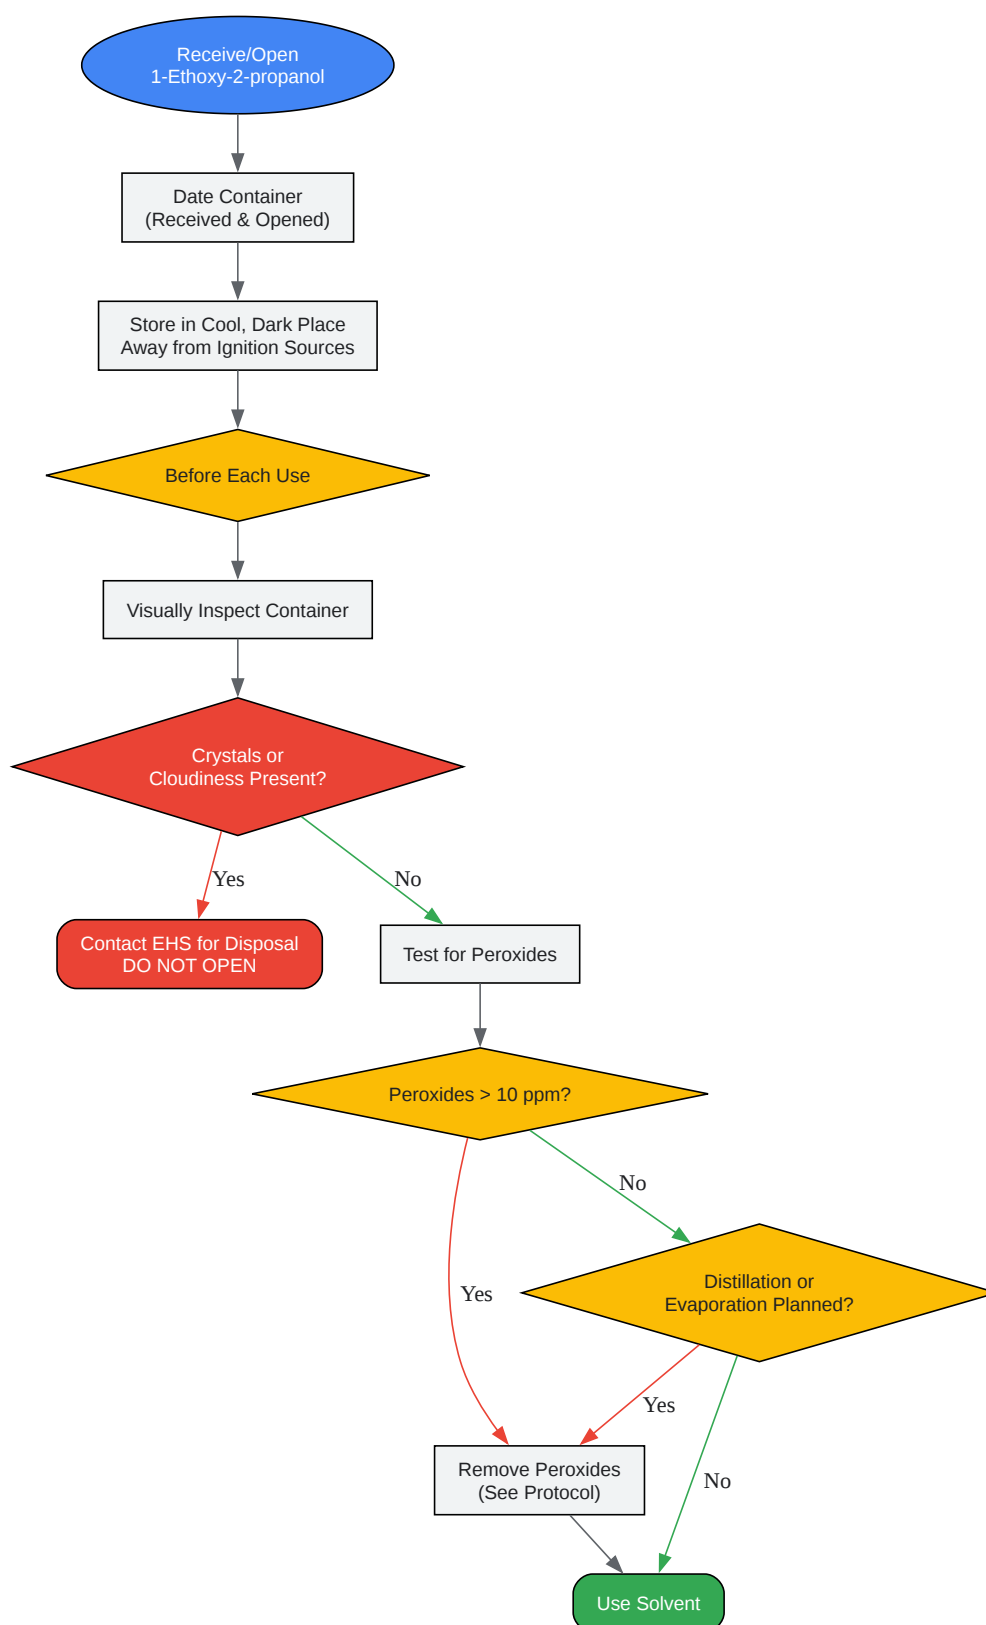 Receive/Open
1-Ethoxy-2-propanol
Date Container
(Received & Opened)
Store in Cool, Dark Place
Away from Ignition Sources
Before Each Use
Visually Inspect Container
Crystals or
Cloudiness Present?
Yes
No
Contact EHS for Disposal
DO NOT OPEN
Test for Peroxides
Peroxides > 10 ppm?
No
Distillation or
Evaporation Planned?
Yes
Yes
No
Remove Peroxides
(See Protocol)
Use Solvent